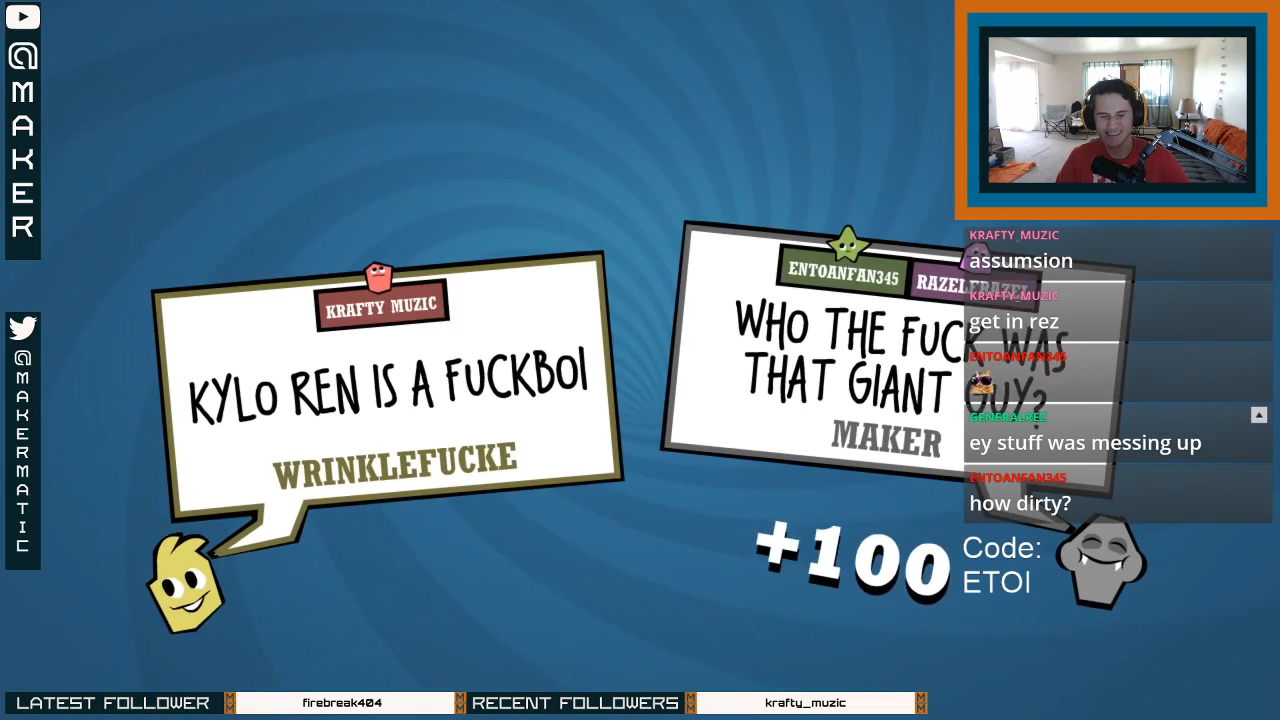 @MAKER
@MAKERMATIC
KRAFTY MUZIC
KYLO REN IS A FUCKBOI
WRINKLEFUCKE
ENTOANFAN345
RAZELFRAZEL
WHO THE FUCK WAS
THAT GIANT GUY?
MAKER
+100
KRAFTY_MUZIC
assumsion
KRAFTY_MUZIC
get in rez
ENTOANFAN345
GENERALREZ
ey stuff was messing up
ENTOANFAN345
how dirty?
Code:
ETOI
LATEST FOLLOWER
firebreak404
RECENT FOLLOWERS
krafty_muzic